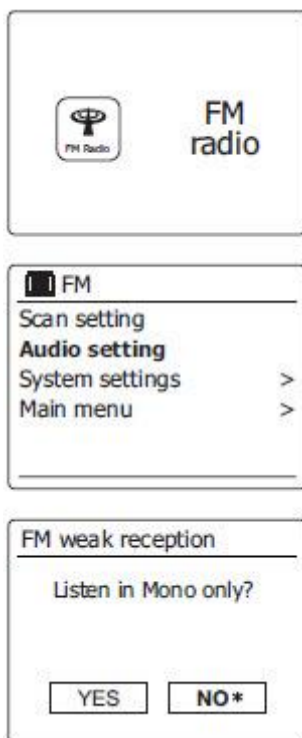 FM Radio
FM
radio
FM
Scan setting
Audio setting
System settings >
Main menu >
FM weak reception
Listen in Mono only?
YES NO*